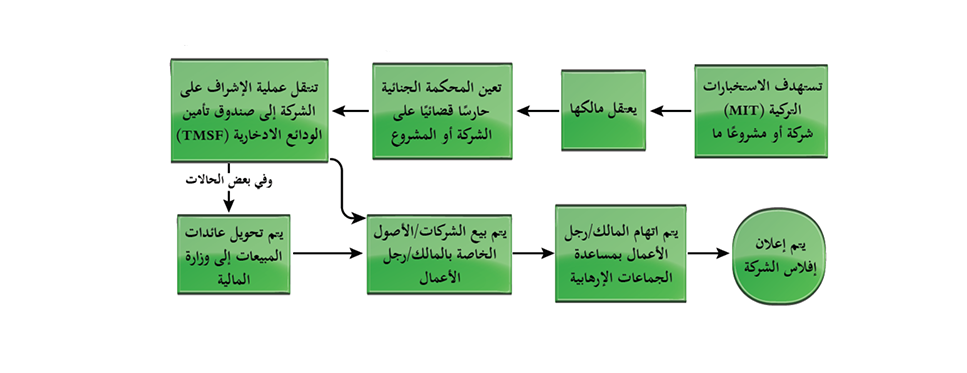 تستهدف الاستخبارات
التركية (MIT)
شركة أو مشروعًا ما
يعتقل مالكها
تعين المحكمة الجنائية
حارسًا قضائيًا على
الشركة أو المشروع
تنتقل عملية الإشراف على
الشركة إلى صندوق تأمين
الودائع الادخارية (TMSF)
وفي بعض الحالات
يتم تحويل عائدات
المبيعات إلى وزارة
المالية
يتم بيع الشركات/الأصول
الخاصة بالمالك/رجل
الأعمال
يتم اتهام المالك/رجل
الأعمال بمساعدة
الجماعات الإرهابية
يتم إعلان
إفلاس الشركة